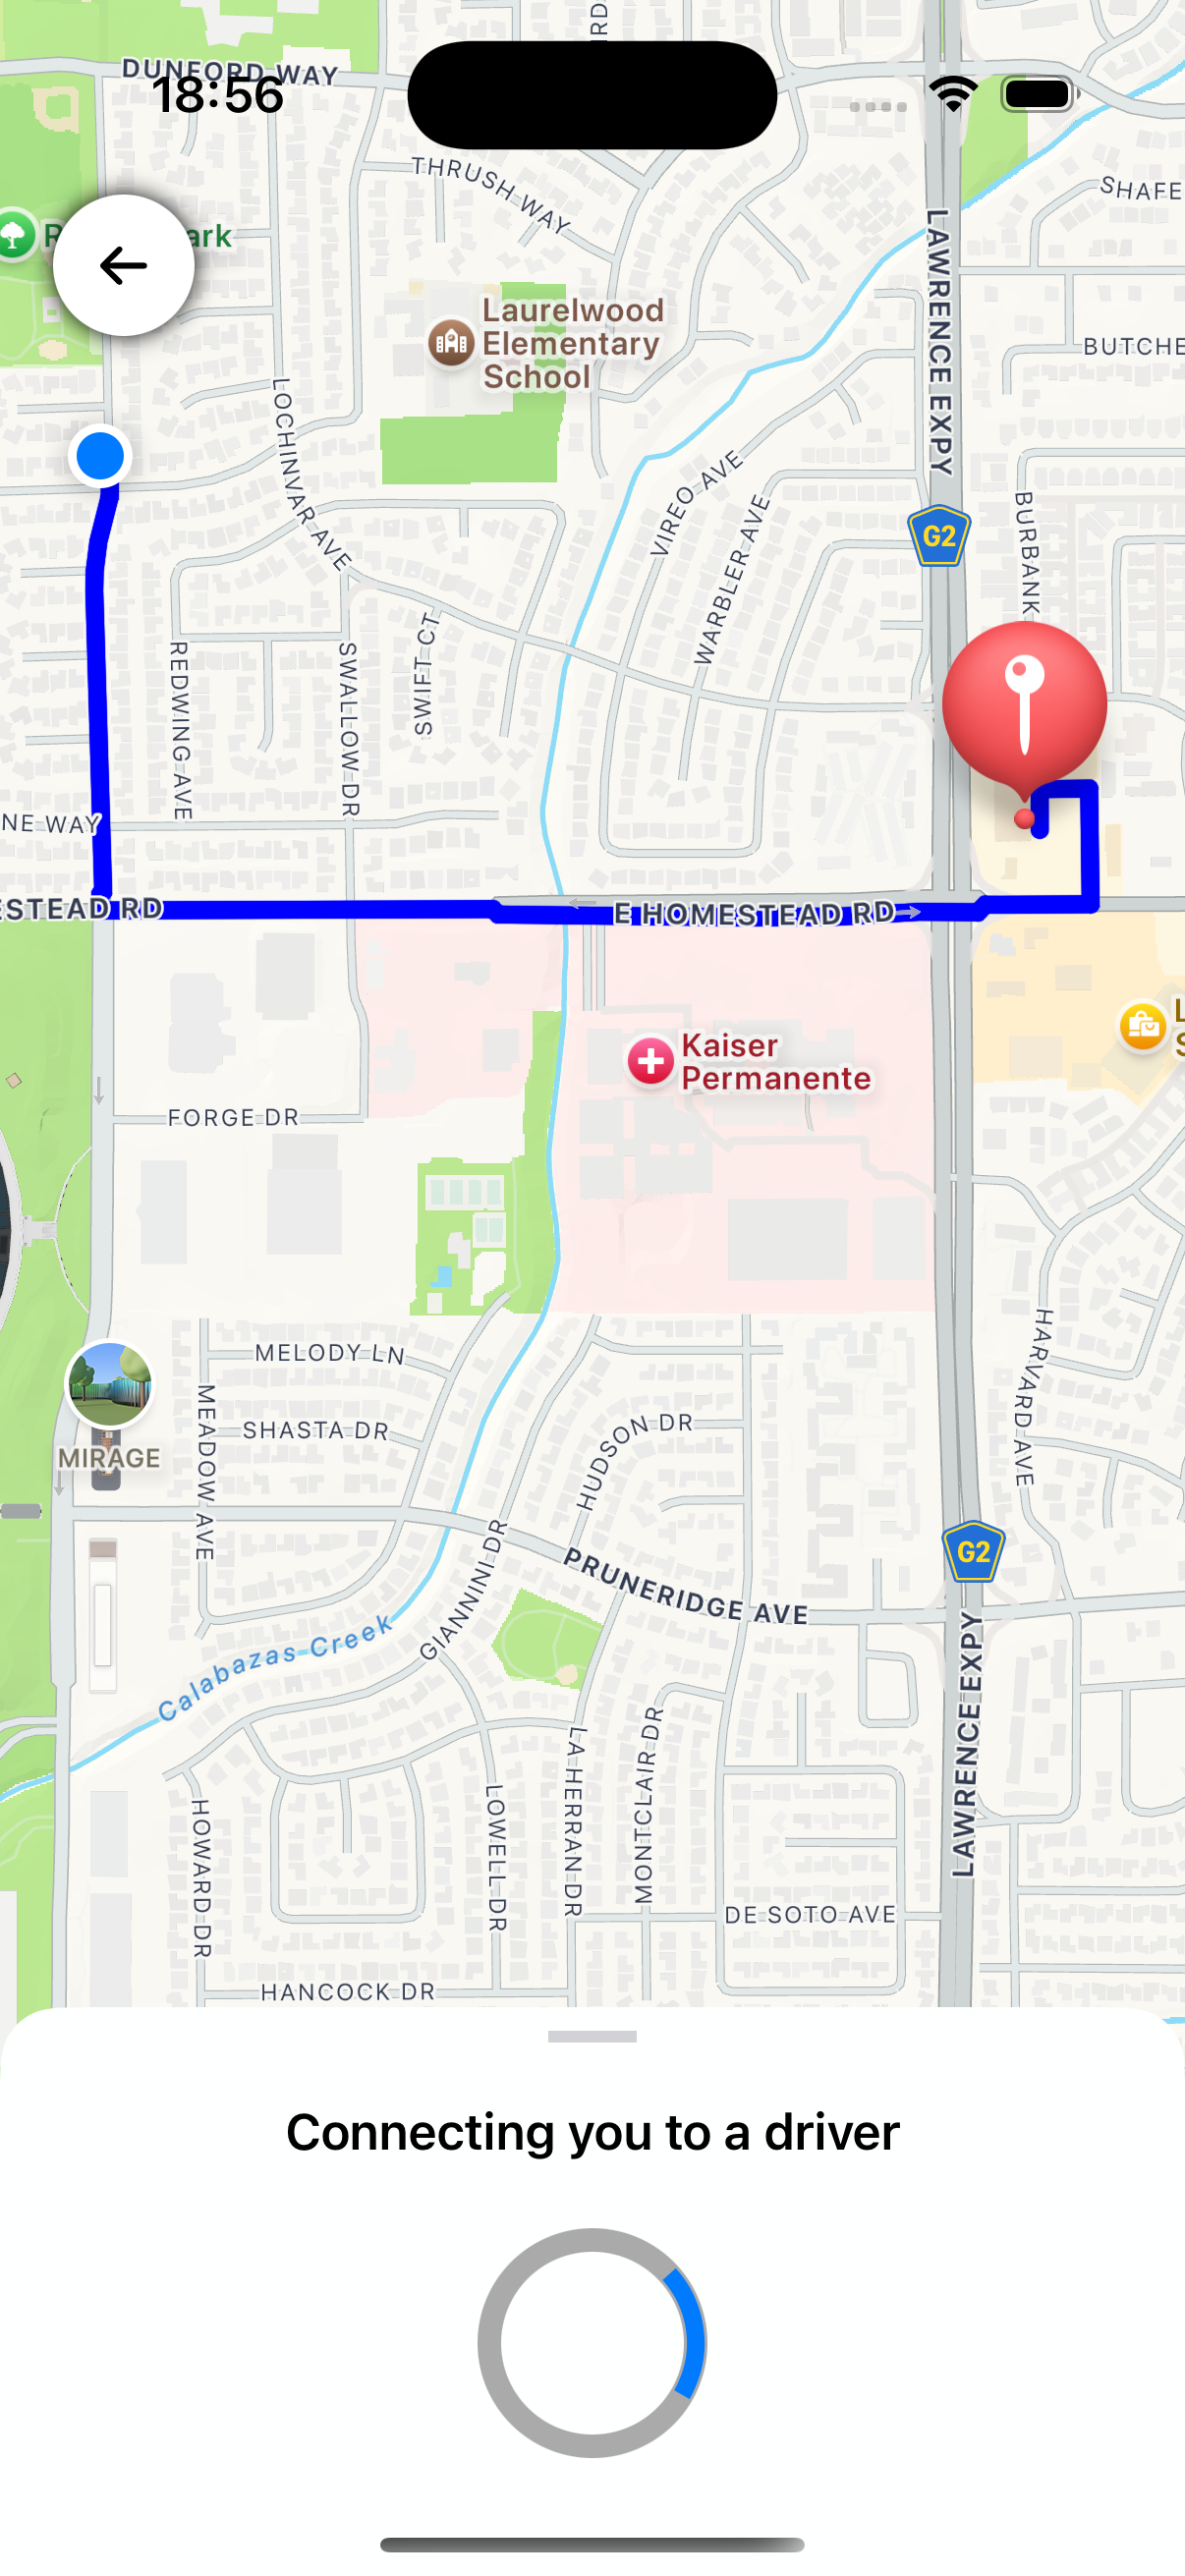 DUNFORD WAY
18:56
THRUSH WAY
SHAFE
ark
Laurelwood
Elementary
School
LAWRENCE EXPY
BUTCHE
LOCHINVAR AVE
VIREO AVE
WARBLER AVE
G2
BURBANK
SWIFT CT
REDWING AVE
SWALLOW DR
NE WAY
ESTEAD RD
E HOMESTEAD RD
Kaiser
Permanente
L
S
FORGE DR
MELODY LN
SHASTA DR
MEADOW AVE
MIRAGE
HUDSON DR
HARVARD AVE
G2
PRUNERIDGE AVE
GIANNINI DR
Calabazas Creek
LAWRENCE EXPY
LA HERRAN DR
MONTCLAIR DR
LOWELL DR
HOWARD DR
DE SOTO AVE
HANCOCK DR
Connecting you to a driver